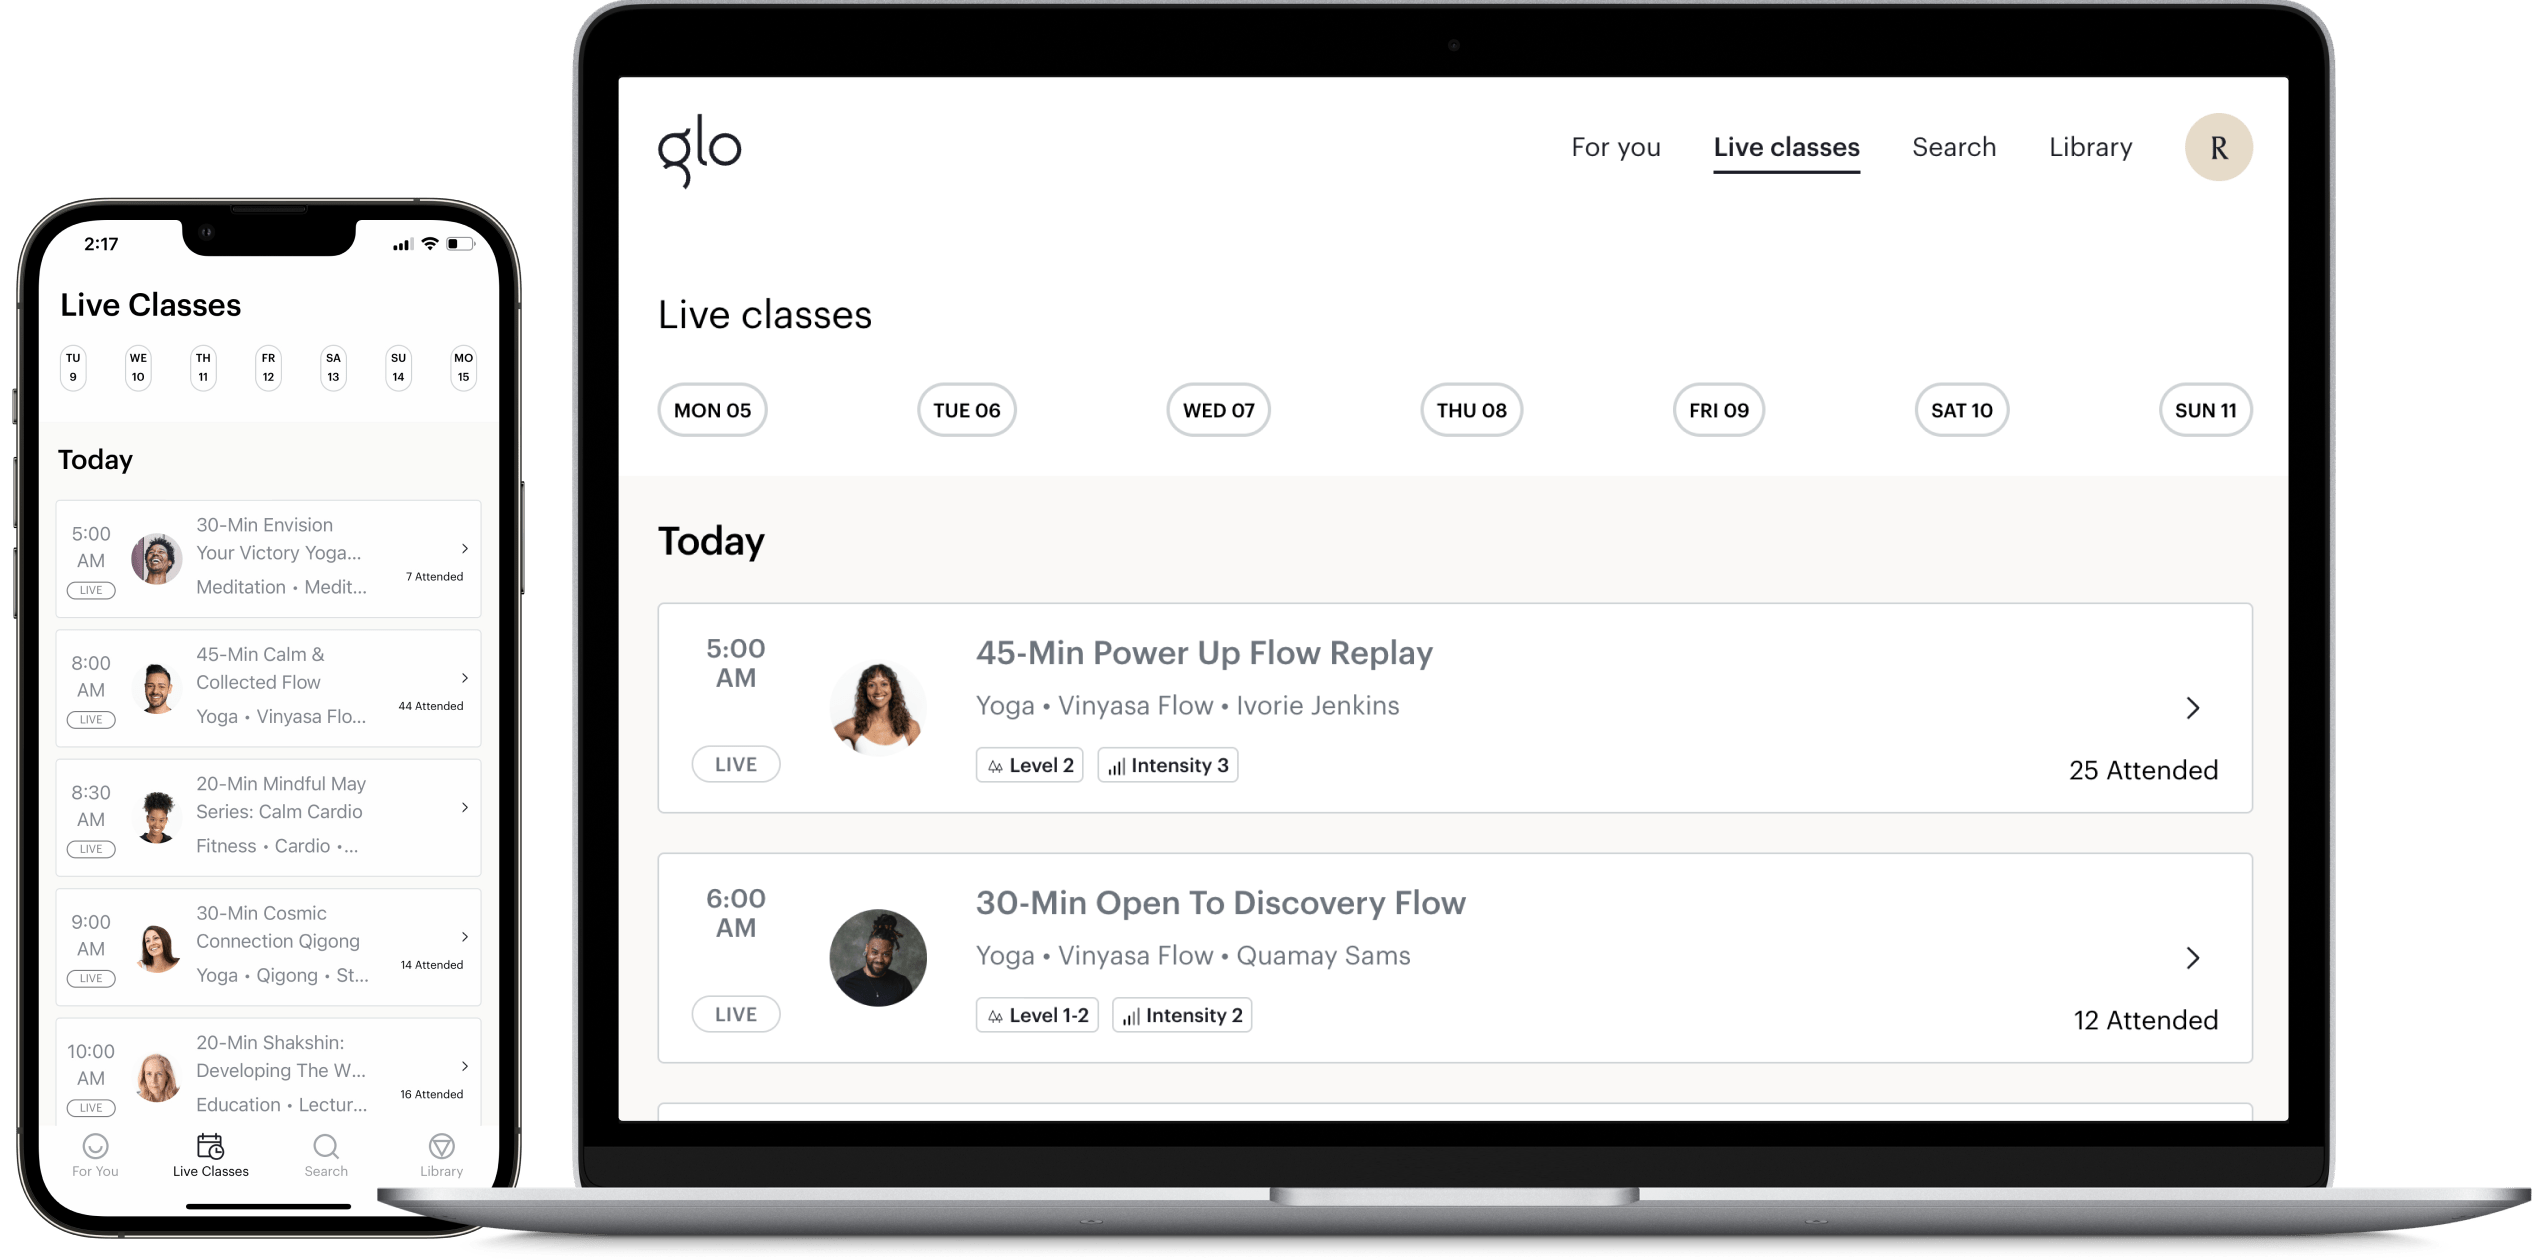 2:17
Live Classes
TU WE TH FR SA SU MO
9 10 11 12 13 14 15
Today
5:00 AM
LIVE
30-Min Envision
Your Victory Yoga...
Meditation • Medit...
7 Attended
8:00 AM
LIVE
45-Min Calm &
Collected Flow
Yoga • Vinyasa Flo...
44 Attended
8:30 AM
LIVE
20-Min Mindful May
Series: Calm Cardio
Fitness • Cardio •...
9:00 AM
LIVE
30-Min Cosmic
Connection Qigong
Yoga • Qigong • St...
14 Attended
10:00 AM
LIVE
20-Min Shakshin:
Developing The W...
Education • Lectur...
16 Attended
For You Live Classes Search Library
glo
For you Live classes Search Library R
Live classes
MON 05 TUE 06 WED 07 THU 08 FRI 09 SAT 10 SUN 11
Today
5:00
AM
LIVE
45-Min Power Up Flow Replay
Yoga • Vinyasa Flow • Ivorie Jenkins
Level 2 Intensity 3
25 Attended
6:00
AM
LIVE
30-Min Open To Discovery Flow
Yoga • Vinyasa Flow • Quamay Sams
Level 1-2 Intensity 2
12 Attended